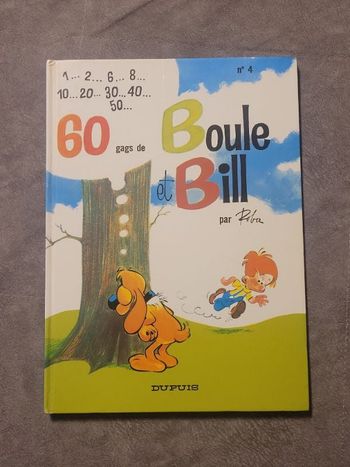 1... 2... 6... 8...
n° 4
10...20... 30...40...
50...
60 gags de Boule
et Bill
par Roba
DUPUIS